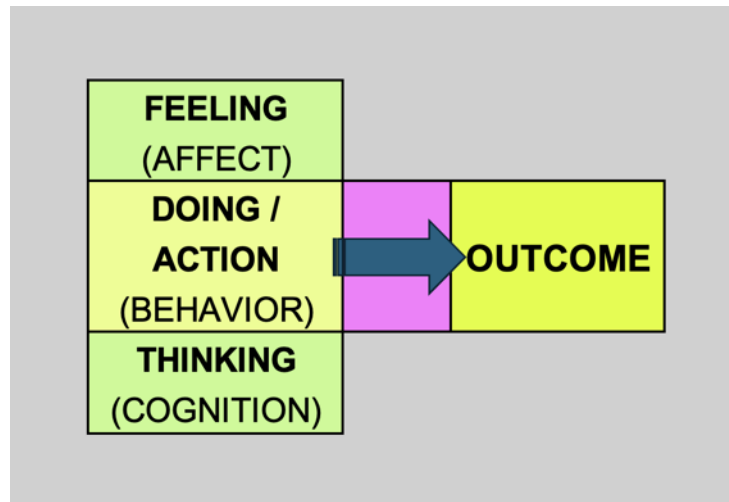 FEELING
(AFFECT)
DOING /
ACTION
(BEHAVIOR)
OUTCOME
THINKING
(COGNITION)